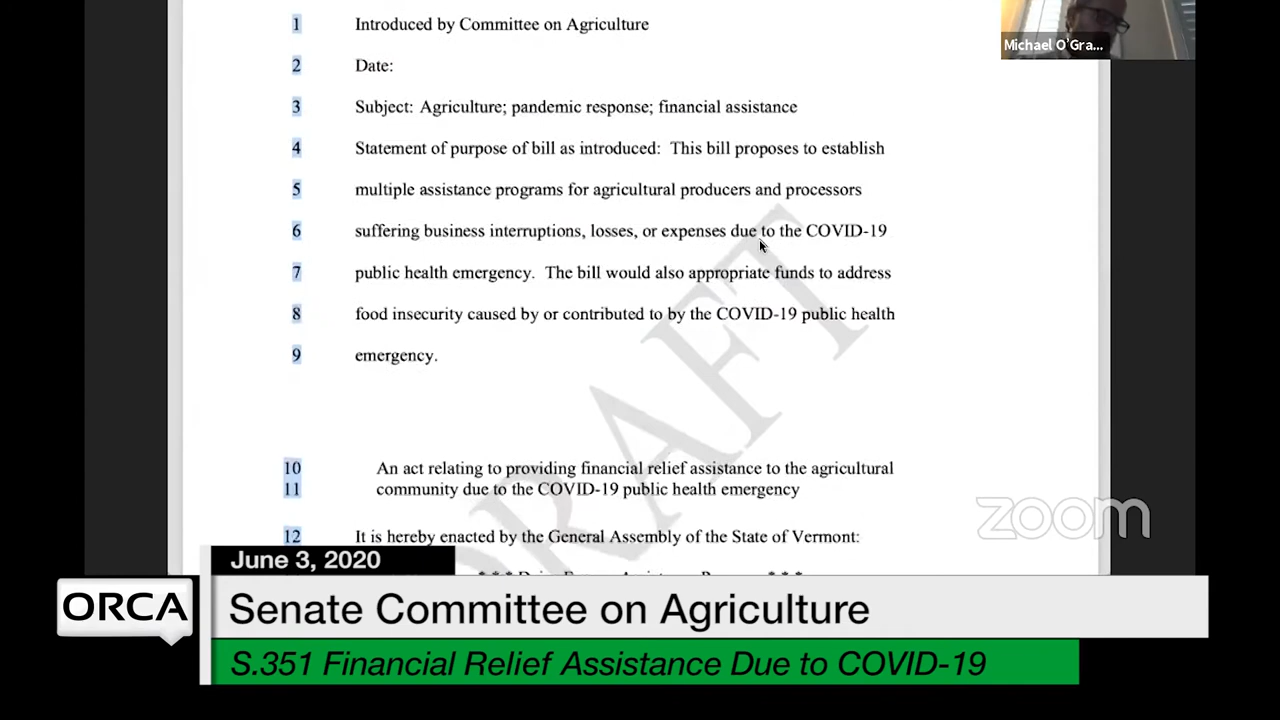 1 Introduced by Committee on Agriculture
Michael O'Gra...
2 Date:
3 Subject: Agriculture; pandemic response; financial assistance
4 Statement of purpose of bill as introduced: This bill proposes to establish
5 multiple assistance programs for agricultural producers and processors
6 suffering business interruptions, losses, or expenses due to the COVID-19
7 public health emergency. The bill would also appropriate funds to address
8 food insecurity caused by or contributed to by the COVID-19 public health
9 emergency.
DRAFT
10 An act relating to providing financial relief assistance to the agricultural
11 community due to the COVID-19 public health emergency
zoom
12 It is hereby enacted by the General Assembly of the State of Vermont:
June 3, 2020
ORCA
Senate Committee on Agriculture
S.351 Financial Relief Assistance Due to COVID-19